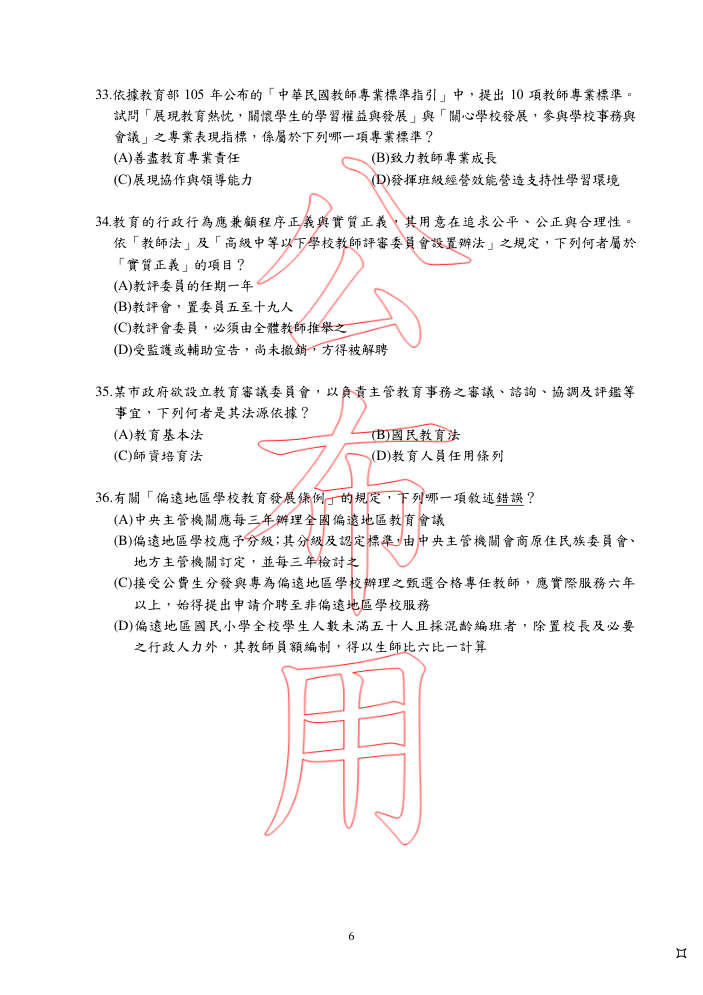 33.依據教育部 105 年公布的「中華民國教師專業標準指引」中，提出 10 項教師專業標準。
試問「展現教育熱忱，關懷學生的學習權益與發展」與「關心學校發展，參與學校事務與
會議」之專業表現指標，係屬於下列哪一項專業標準？
(A)善盡教育專業責任 (B)致力教師專業成長
(C)展現協作與領導能力 (D)發揮班級經營效能營造支持性學習環境
34.教育的行政行為應兼顧程序正義與實質正義，其用意在追求公平、公正與合理性。
依「教師法」及「高級中等以下學校教師評審委員會設置辦法」之規定，下列何者屬於
「實質正義」的項目？
(A)教評委員的任期一年
(B)教評會，置委員五至十九人
(C)教評會委員，必須由全體教師推舉之
(D)受監護或輔助宣告，尚未撤銷，方得被解聘
35.某市政府欲設立教育審議委員會，以負責主管教育事務之審議、諮詢、協調及評鑑等
事宜，下列何者是其法源依據？
(A)教育基本法 (B)國民教育法
(C)師資培育法 (D)教育人員任用條列
36.有關「偏遠地區學校教育發展條例」的規定，下列哪一項敘述錯誤？
(A)中央主管機關應每三年辦理全國偏遠地區教育會議
(B)偏遠地區學校應予分級；其分級及認定標準，由中央主管機關會商原住民族委員會、
地方主管機關訂定，並每三年檢討之
(C)接受公費生分發與專為偏遠地區學校辦理之甄選合格專任教師，應實際服務六年
以上，始得提出申請介聘至非偏遠地區學校服務
(D)偏遠地區國民小學全校學生人數未滿五十人且採混齡編班者，除置校長及必要
之行政人力外，其教師員額編制，得以生師比六比一計算
公
布
用
6